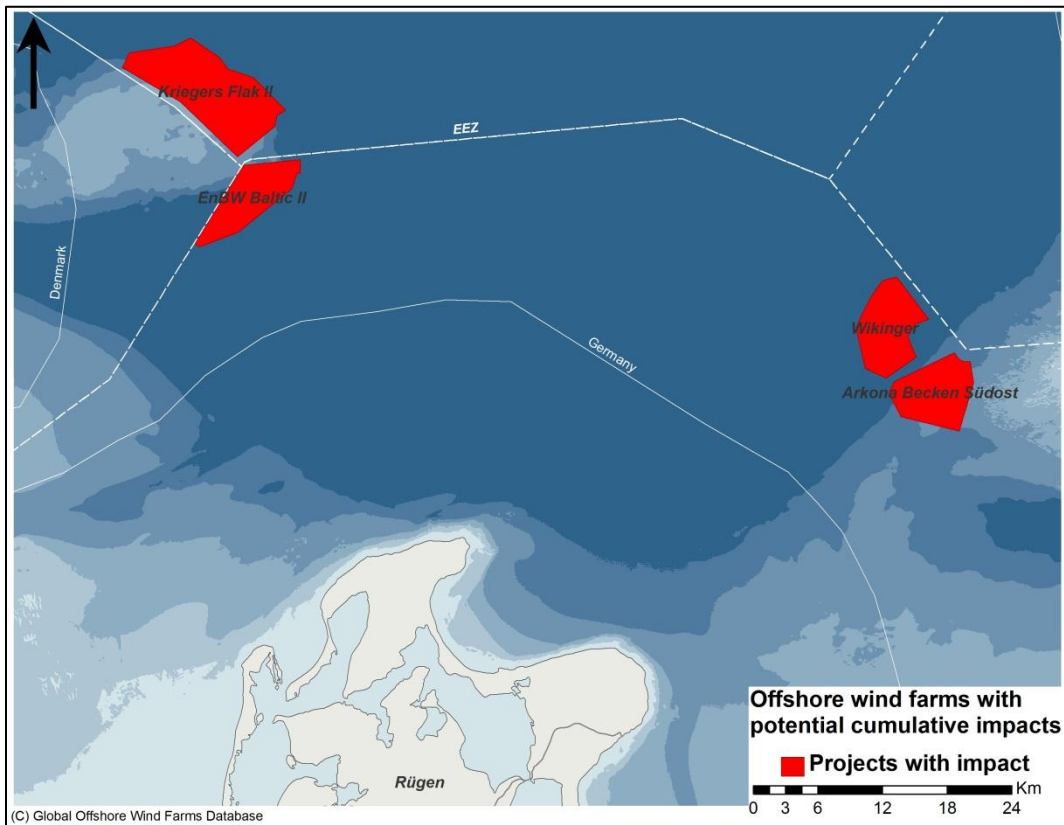 Kriegers Flak II
EEZ
EnBW Baltic II
Denmark
Germany
Wikinger
Arkona Becken Südost
Rügen
Offshore wind farms with
potential cumulative impacts
Projects with impact
Km
0 3 6 12 18 24
(C) Global Offshore Wind Farms Database